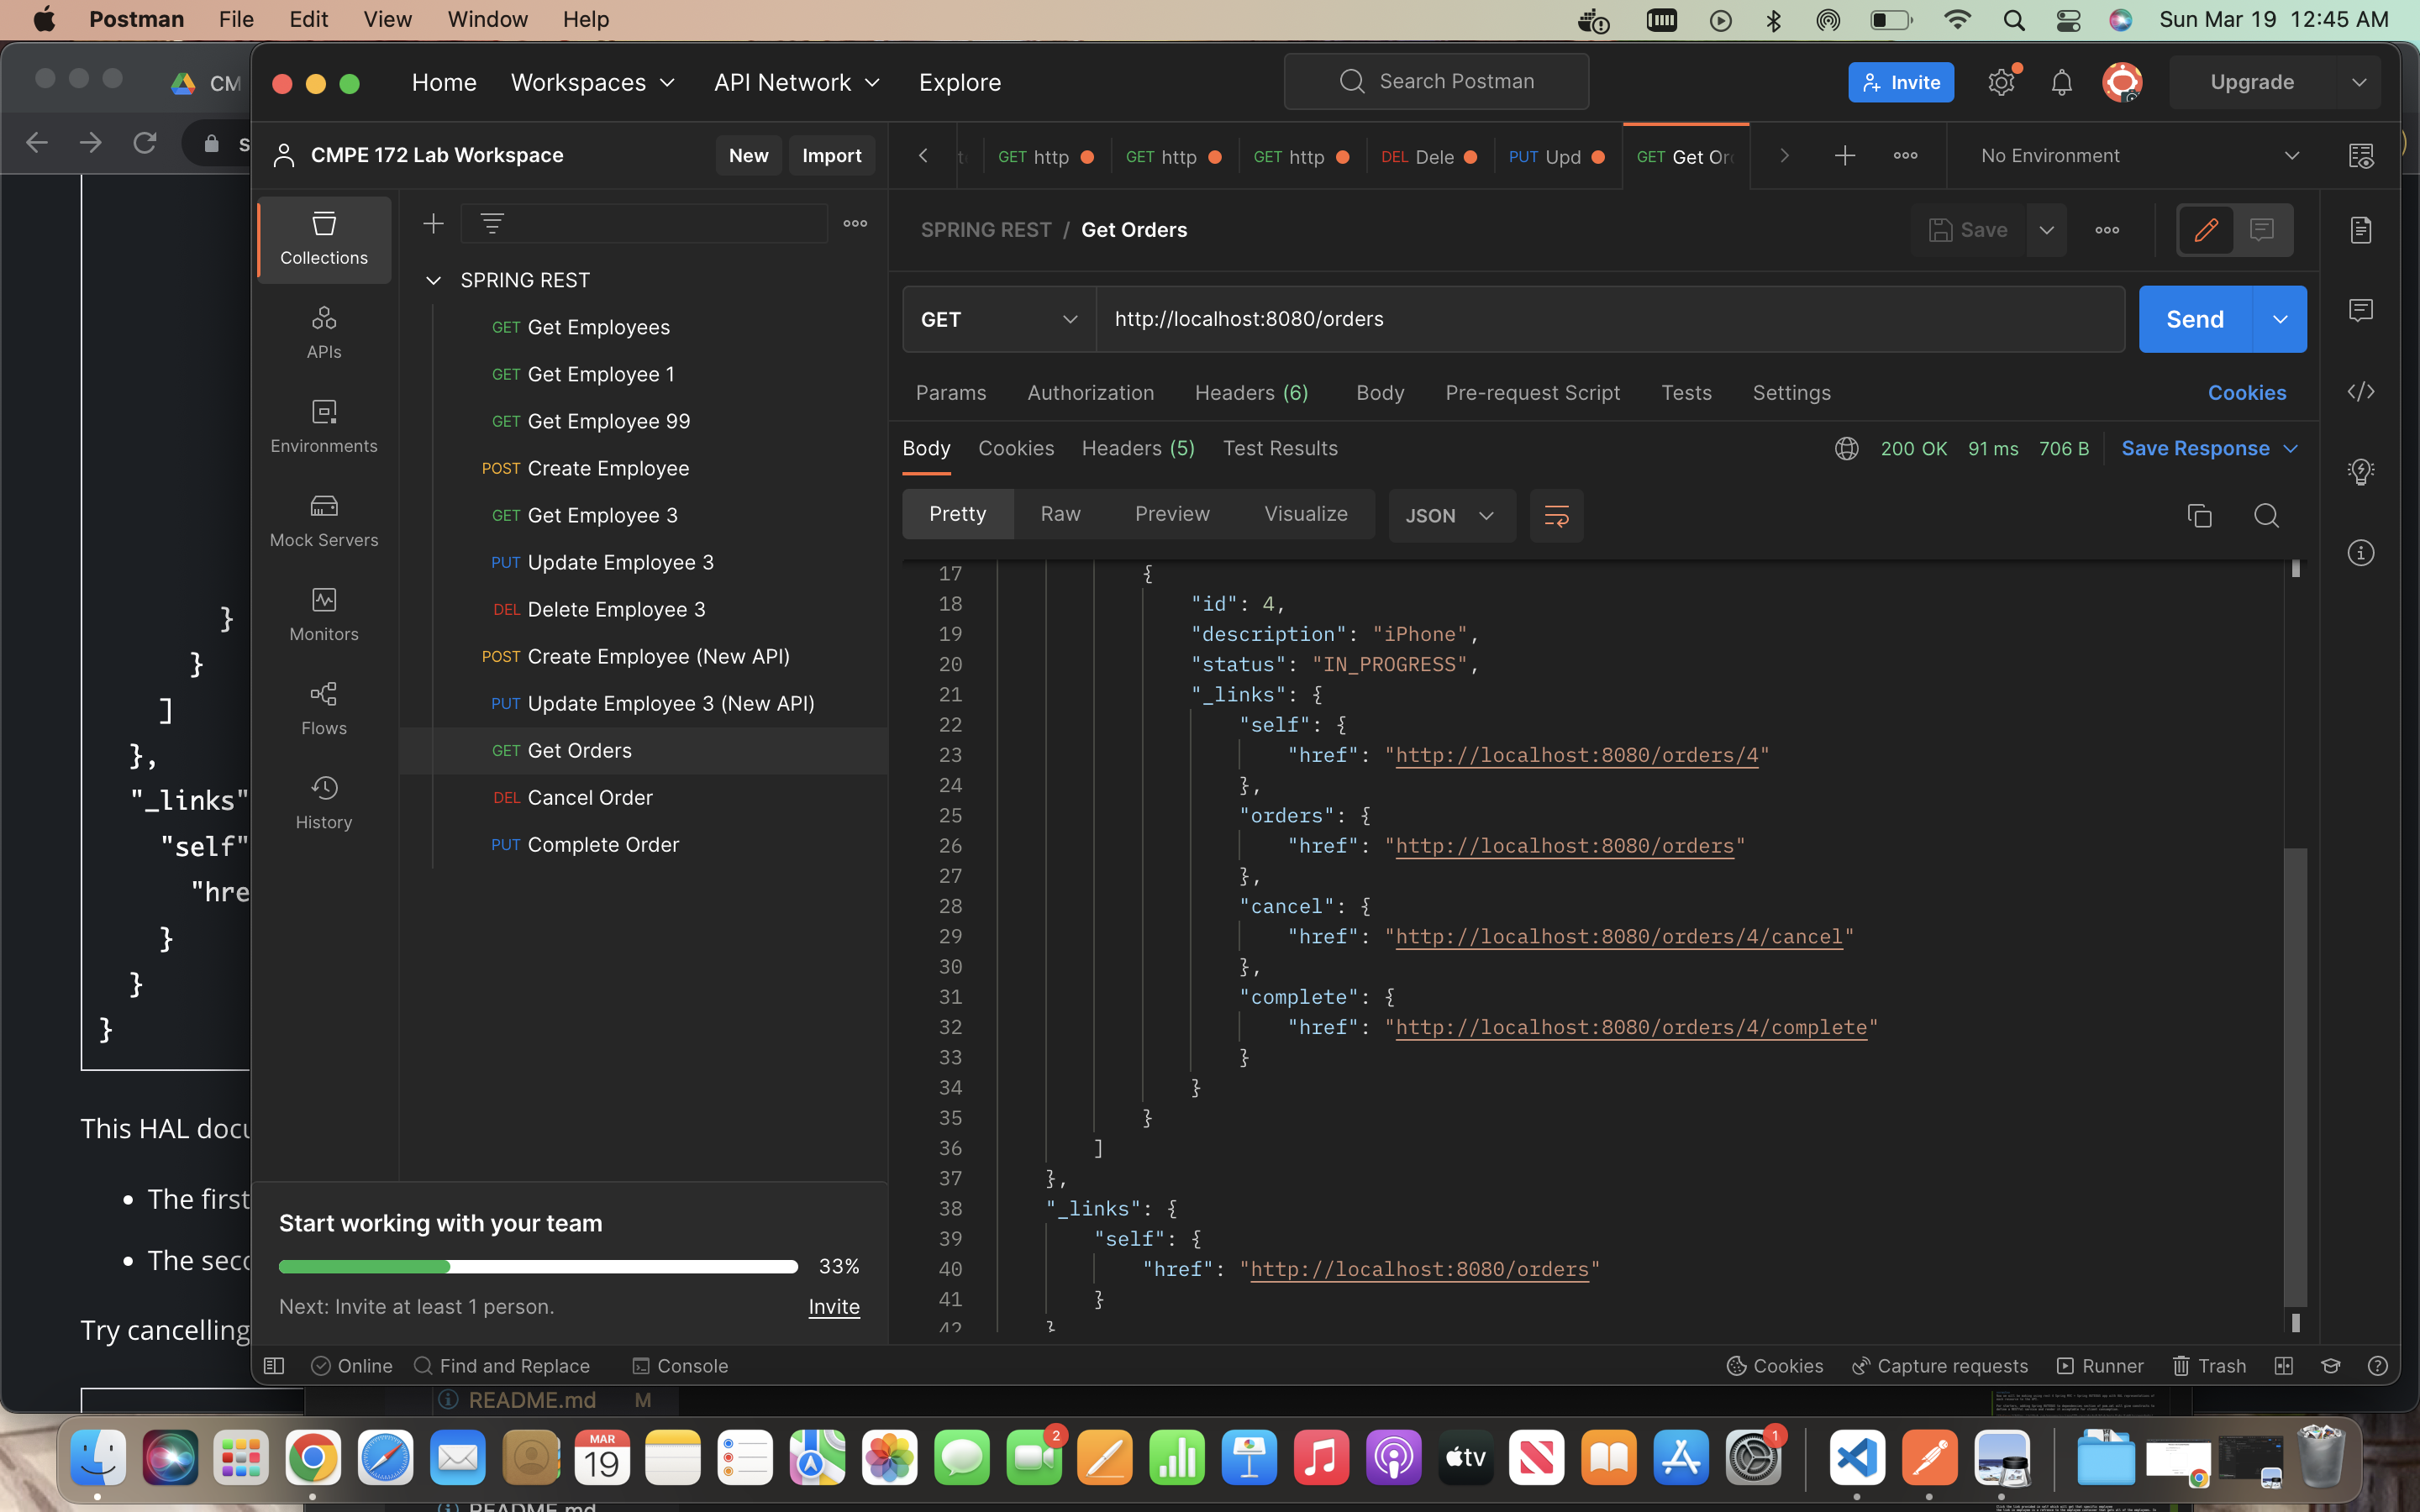 Postman File Edit View Window Help Sun Mar 19 12:45 AM
CM
Home Workspaces API Network Explore Search Postman Invite Upgrade
CMPE 172 Lab Workspace New Import
GET http GET http GET http DEL Dele PUT Upd GET Get Or No Environment
Collections
APIs
Environments
Mock Servers
Monitors
Flows
History
SPRING REST
GET Get Employees
GET Get Employee 1
GET Get Employee 99
POST Create Employee
GET Get Employee 3
PUT Update Employee 3
DEL Delete Employee 3
POST Create Employee (New API)
PUT Update Employee 3 (New API)
GET Get Orders
DEL Cancel Order
PUT Complete Order
Start working with your team
33%
Next: Invite at least 1 person. Invite
SPRING REST / Get Orders Save
GET http://localhost:8080/orders Send
Params Authorization Headers (6) Body Pre-request Script Tests Settings Cookies
Body Cookies Headers (5) Test Results 200 OK 91 ms 706 B Save Response
Pretty Raw Preview Visualize JSON
17 {
18 "id": 4,
19 "description": "iPhone",
20 "status": "IN_PROGRESS",
21 "_links": {
22 "self": {
23 "href": "http://localhost:8080/orders/4"
24 },
25 "orders": {
26 "href": "http://localhost:8080/orders"
27 },
28 "cancel": {
29 "href": "http://localhost:8080/orders/4/cancel"
30 },
31 "complete": {
32 "href": "http://localhost:8080/orders/4/complete"
33 }
34 }
35 }
36 ]
37 },
38 "_links": {
39 "self": {
40 "href": "http://localhost:8080/orders"
41 }
42 }
Online Find and Replace Console Cookies Capture requests Runner Trash
}
}
]
},
"_links"
"self"
"hre
}
}
}
This HAL docu
• The first
• The seco
Try cancelling
README.md M
MAR
19
2
tv
1
README.md